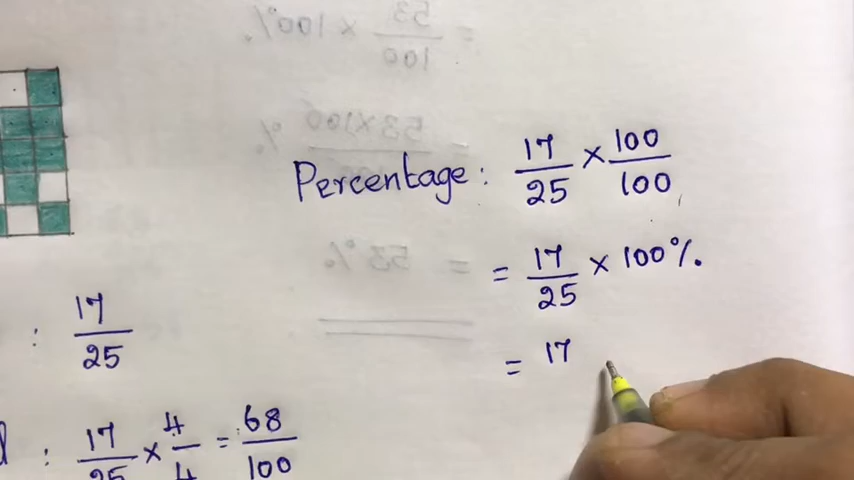 Percentage: 17/25 × 100/100
= 17/25 × 100%.
: 17/25
= 17
: 17/25 × 4/4 = 68/100